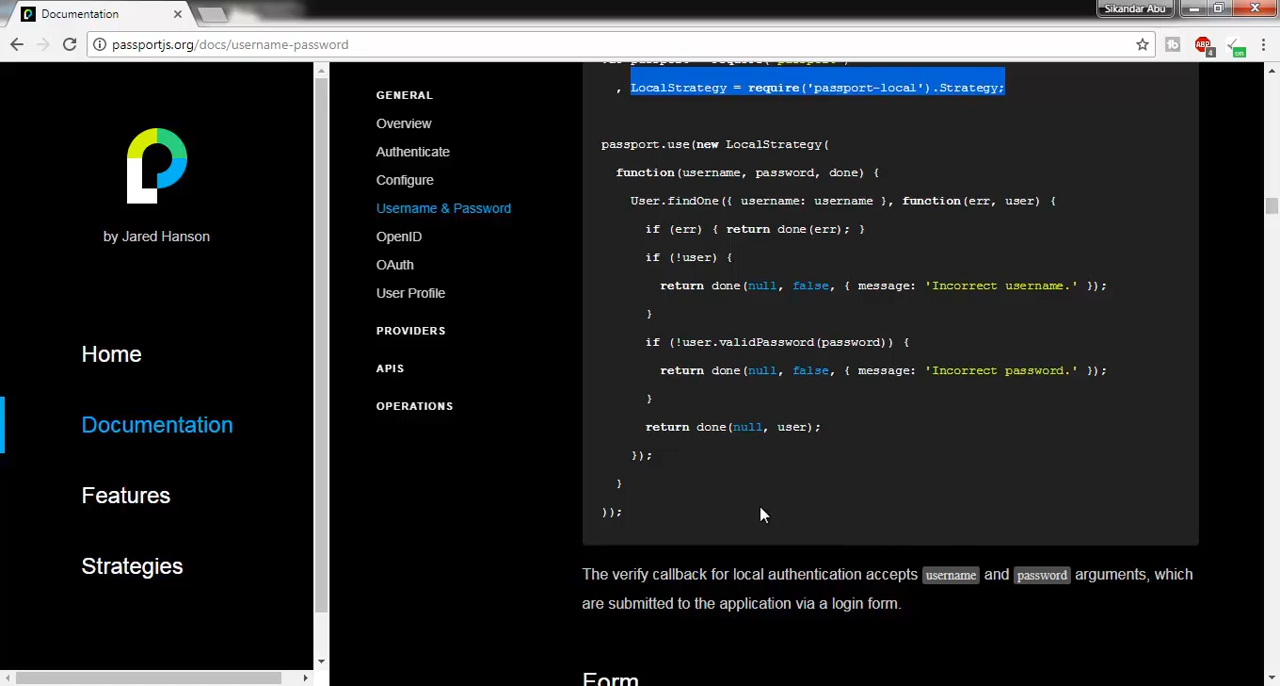 Documentation
Sikandar Abu
passportjs.org/docs/username-password
by Jared Hanson
Home
Documentation
Features
Strategies
GENERAL
Overview
Authenticate
Configure
Username & Password
OpenID
OAuth
User Profile
PROVIDERS
APIS
OPERATIONS
, LocalStrategy = require('passport-local').Strategy;
passport.use(new LocalStrategy(
function(username, password, done) {
User.findOne({ username: username }, function(err, user) {
if (err) { return done(err); }
if (!user) {
return done(null, false, { message: 'Incorrect username.' });
}
if (!user.validPassword(password)) {
return done(null, false, { message: 'Incorrect password.' });
}
return done(null, user);
});
}
));
The verify callback for local authentication accepts username and password arguments, which
are submitted to the application via a login form.
Form